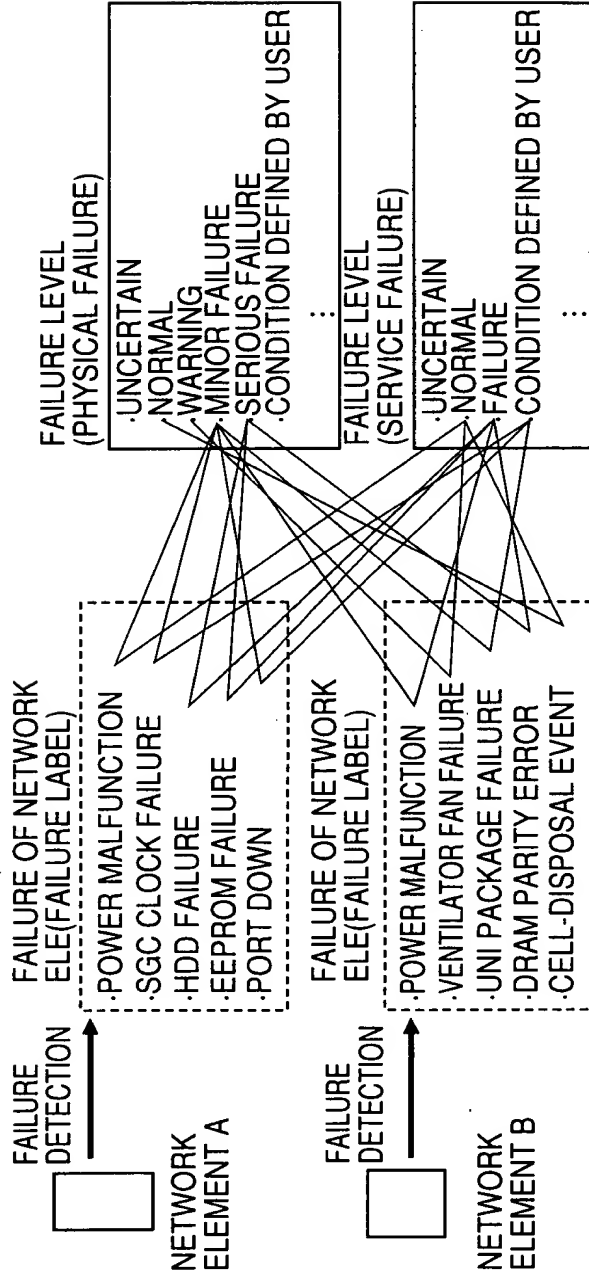 FAILURE
DETECTION
NETWORK
ELEMENT A
FAILURE OF NETWORK
ELE(FAILURE LABEL)
·POWER MALFUNCTION
·SGC CLOCK FAILURE
·HDD FAILURE
·EEPROM FAILURE
·PORT DOWN
FAILURE LEVEL
(PHYSICAL FAILURE)
·UNCERTAIN
·NORMAL
·WARNING
·MINOR FAILURE
·SERIOUS FAILURE
·CONDITION DEFINED BY USER
:
FAILURE
DETECTION
NETWORK
ELEMENT B
FAILURE OF NETWORK
ELE(FAILURE LABEL)
·POWER MALFUNCTION
·VENTILATOR FAN FAILURE
·UNI PACKAGE FAILURE
·DRAM PARITY ERROR
·CELL-DISPOSAL EVENT
FAILURE LEVEL
(SERVICE FAILURE)
·UNCERTAIN
·NORMAL
·FAILURE
·CONDITION DEFINED BY USER
: